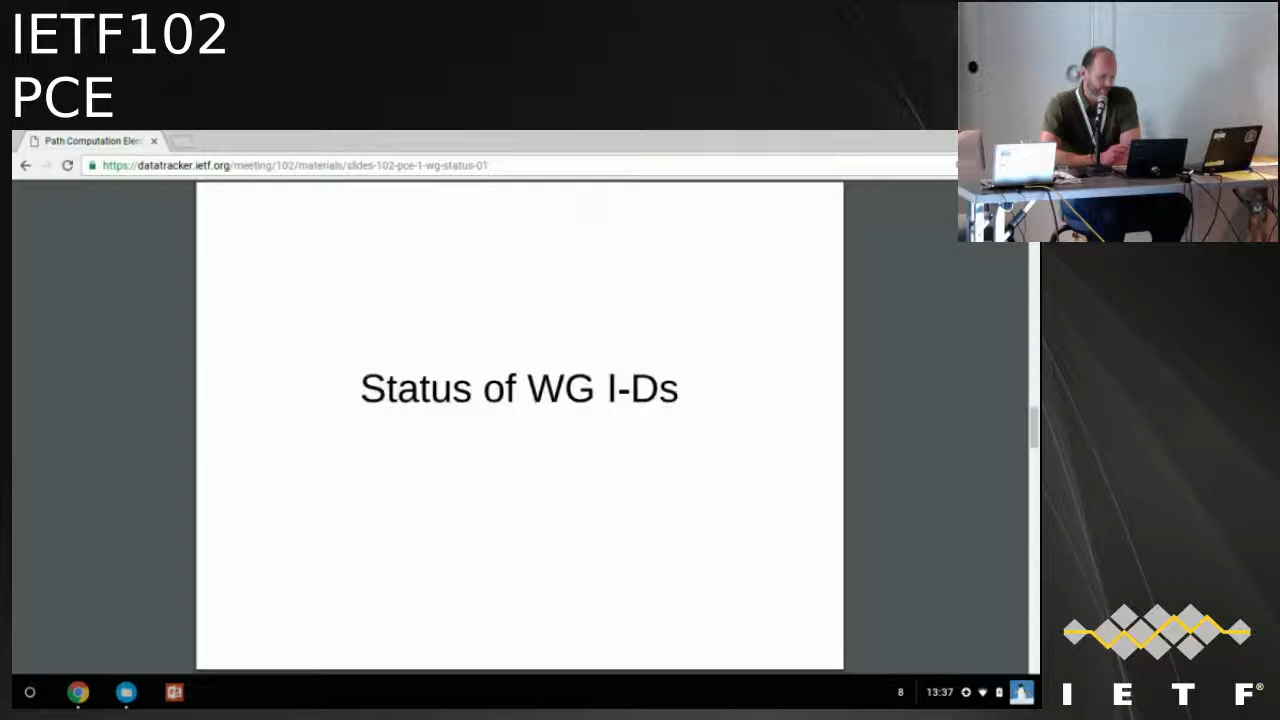 IETF102
PCE
Path Computation Elem
https://datatracker.ietf.org/meeting/102/materials/slides-102-pce-1-wg-status-01
Status of WG I-Ds
8
13:37
I E T F®